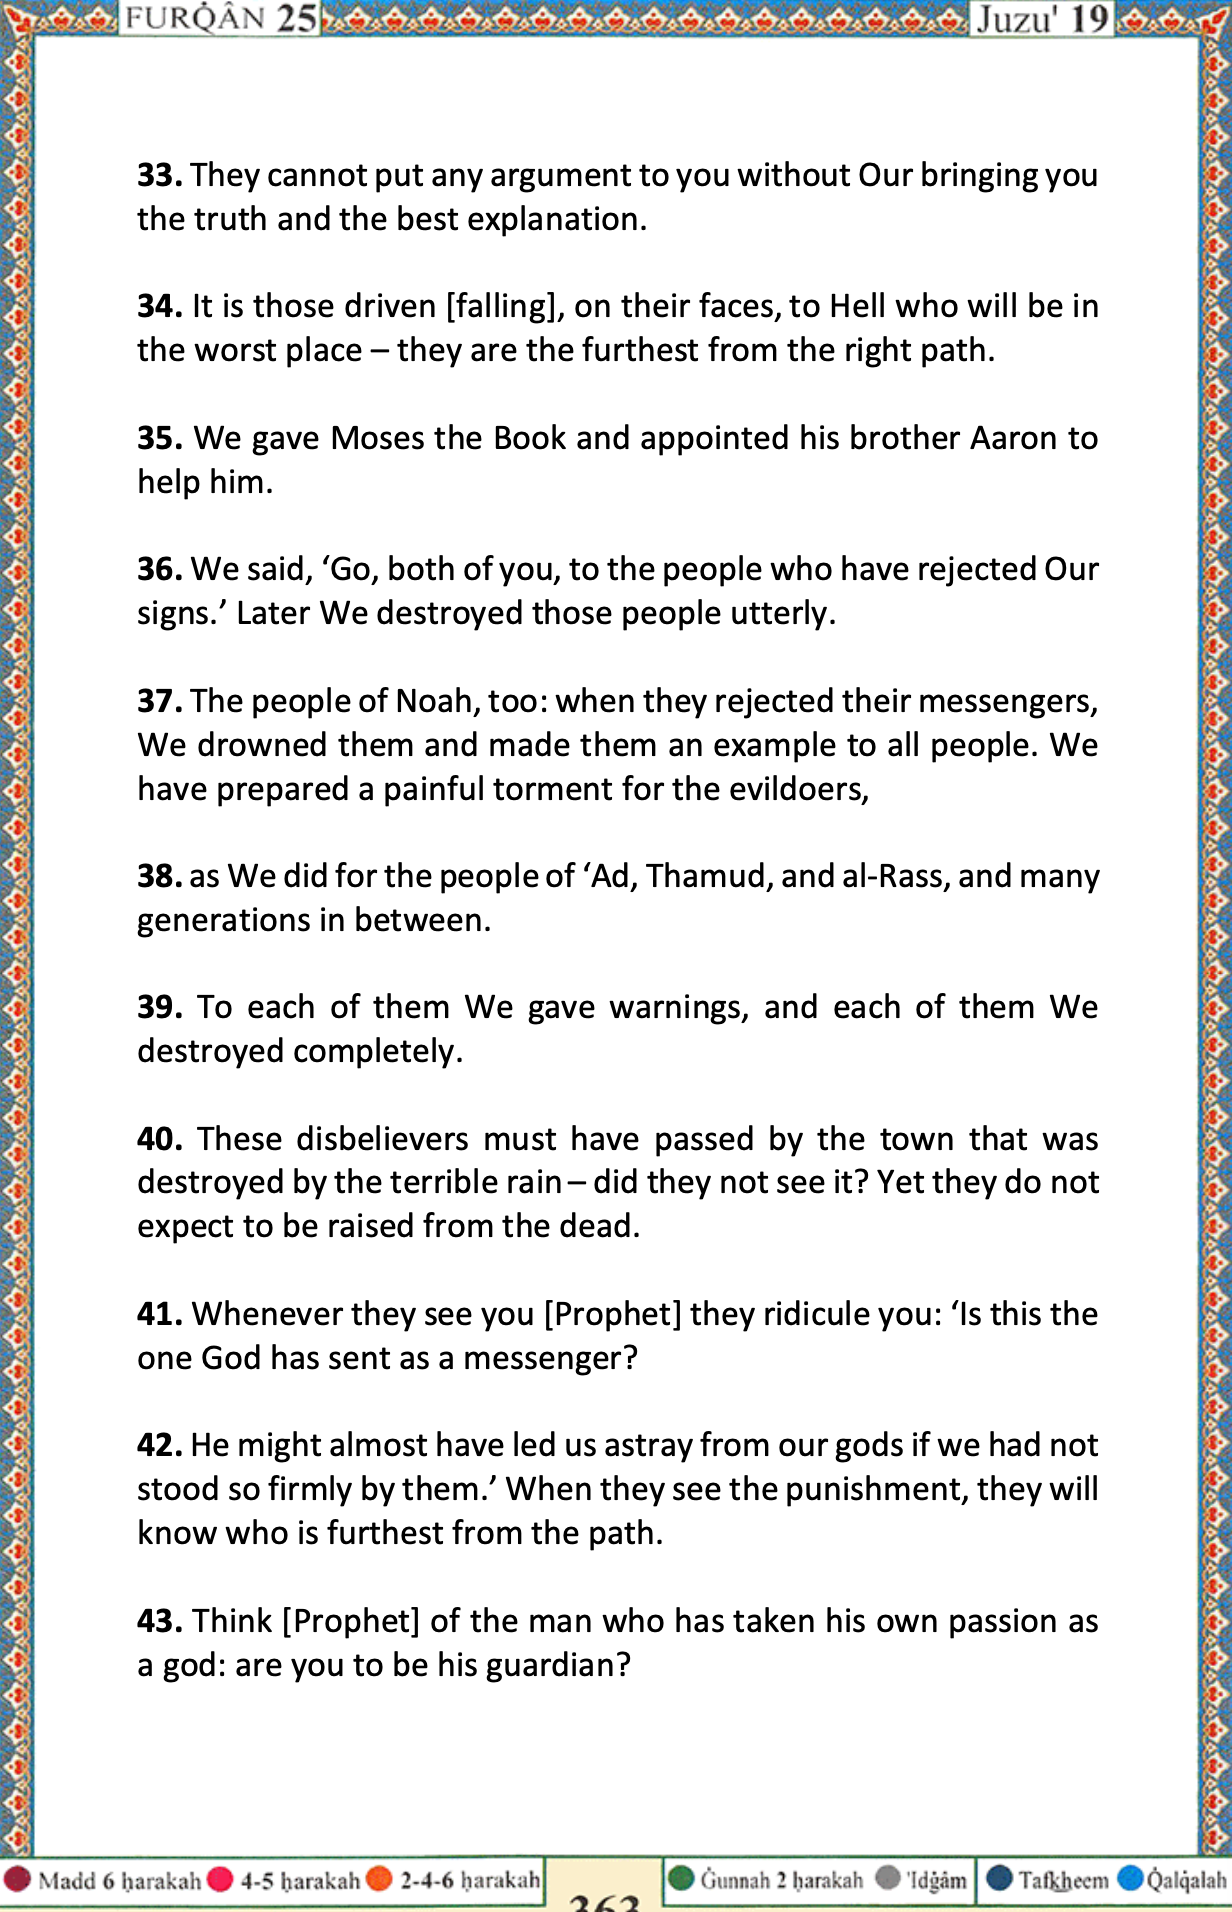 FURQ̇ÂN 25
Juzu' 19
33. They cannot put any argument to you without Our bringing you
the truth and the best explanation.
34. It is those driven [falling], on their faces, to Hell who will be in
the worst place – they are the furthest from the right path.
35. We gave Moses the Book and appointed his brother Aaron to
help him.
36. We said, ‘Go, both of you, to the people who have rejected Our
signs.’ Later We destroyed those people utterly.
37. The people of Noah, too: when they rejected their messengers,
We drowned them and made them an example to all people. We
have prepared a painful torment for the evildoers,
38. as We did for the people of ‘Ad, Thamud, and al-Rass, and many
generations in between.
39. To each of them We gave warnings, and each of them We
destroyed completely.
40. These disbelievers must have passed by the town that was
destroyed by the terrible rain – did they not see it? Yet they do not
expect to be raised from the dead.
41. Whenever they see you [Prophet] they ridicule you: ‘Is this the
one God has sent as a messenger?
42. He might almost have led us astray from our gods if we had not
stood so firmly by them.’ When they see the punishment, they will
know who is furthest from the path.
43. Think [Prophet] of the man who has taken his own passion as
a god: are you to be his guardian?
Madd 6 ḥarakah 4-5 ḥarakah 2-4-6 ḥarakah
363
Ġunnah 2 ḥarakah 'Idġâm Tafk͟heem Q̇alq̇alah